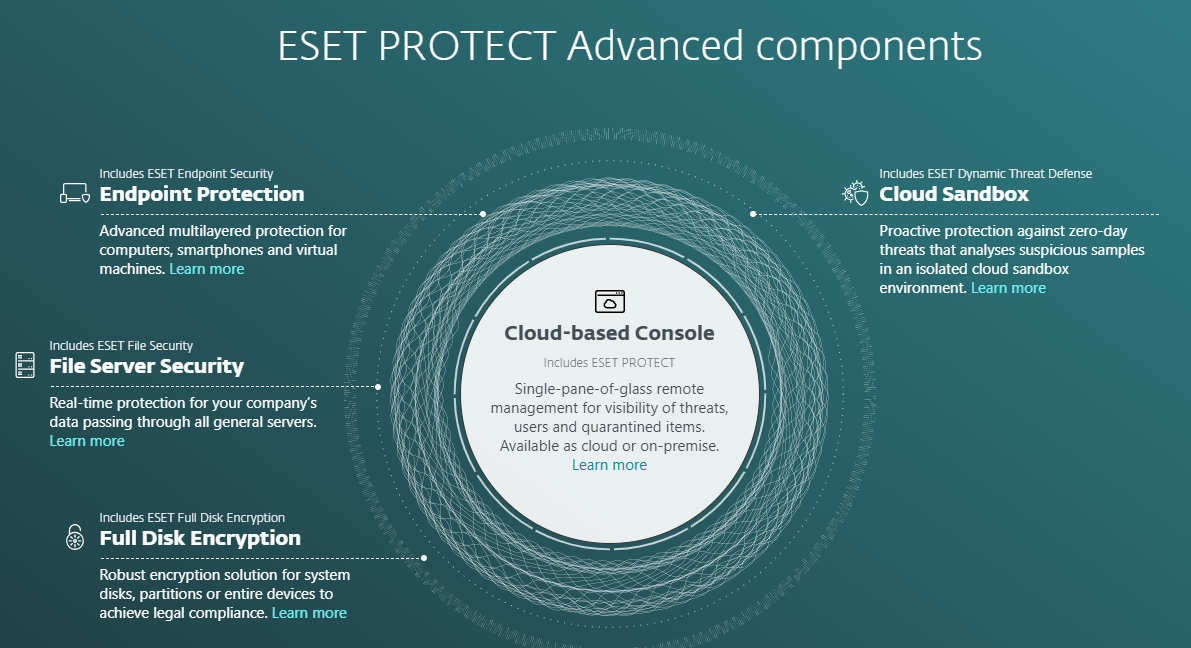 ESET PROTECT Advanced components
Includes ESET Endpoint Security
Endpoint Protection
Advanced multilayered protection for
computers, smartphones and virtual
machines. Learn more
Includes ESET File Security
File Server Security
Real-time protection for your company’s
data passing through all general servers.
Learn more
Includes ESET Full Disk Encryption
Full Disk Encryption
Robust encryption solution for system
disks, partitions or entire devices to
achieve legal compliance. Learn more
Cloud-based Console
Includes ESET PROTECT
Single-pane-of-glass remote
management for visibility of threats,
users and quarantined items.
Available as cloud or on-premise.
Learn more
Includes ESET Dynamic Threat Defense
Cloud Sandbox
Proactive protection against zero-day
threats that analyses suspicious samples
in an isolated cloud sandbox
environment. Learn more